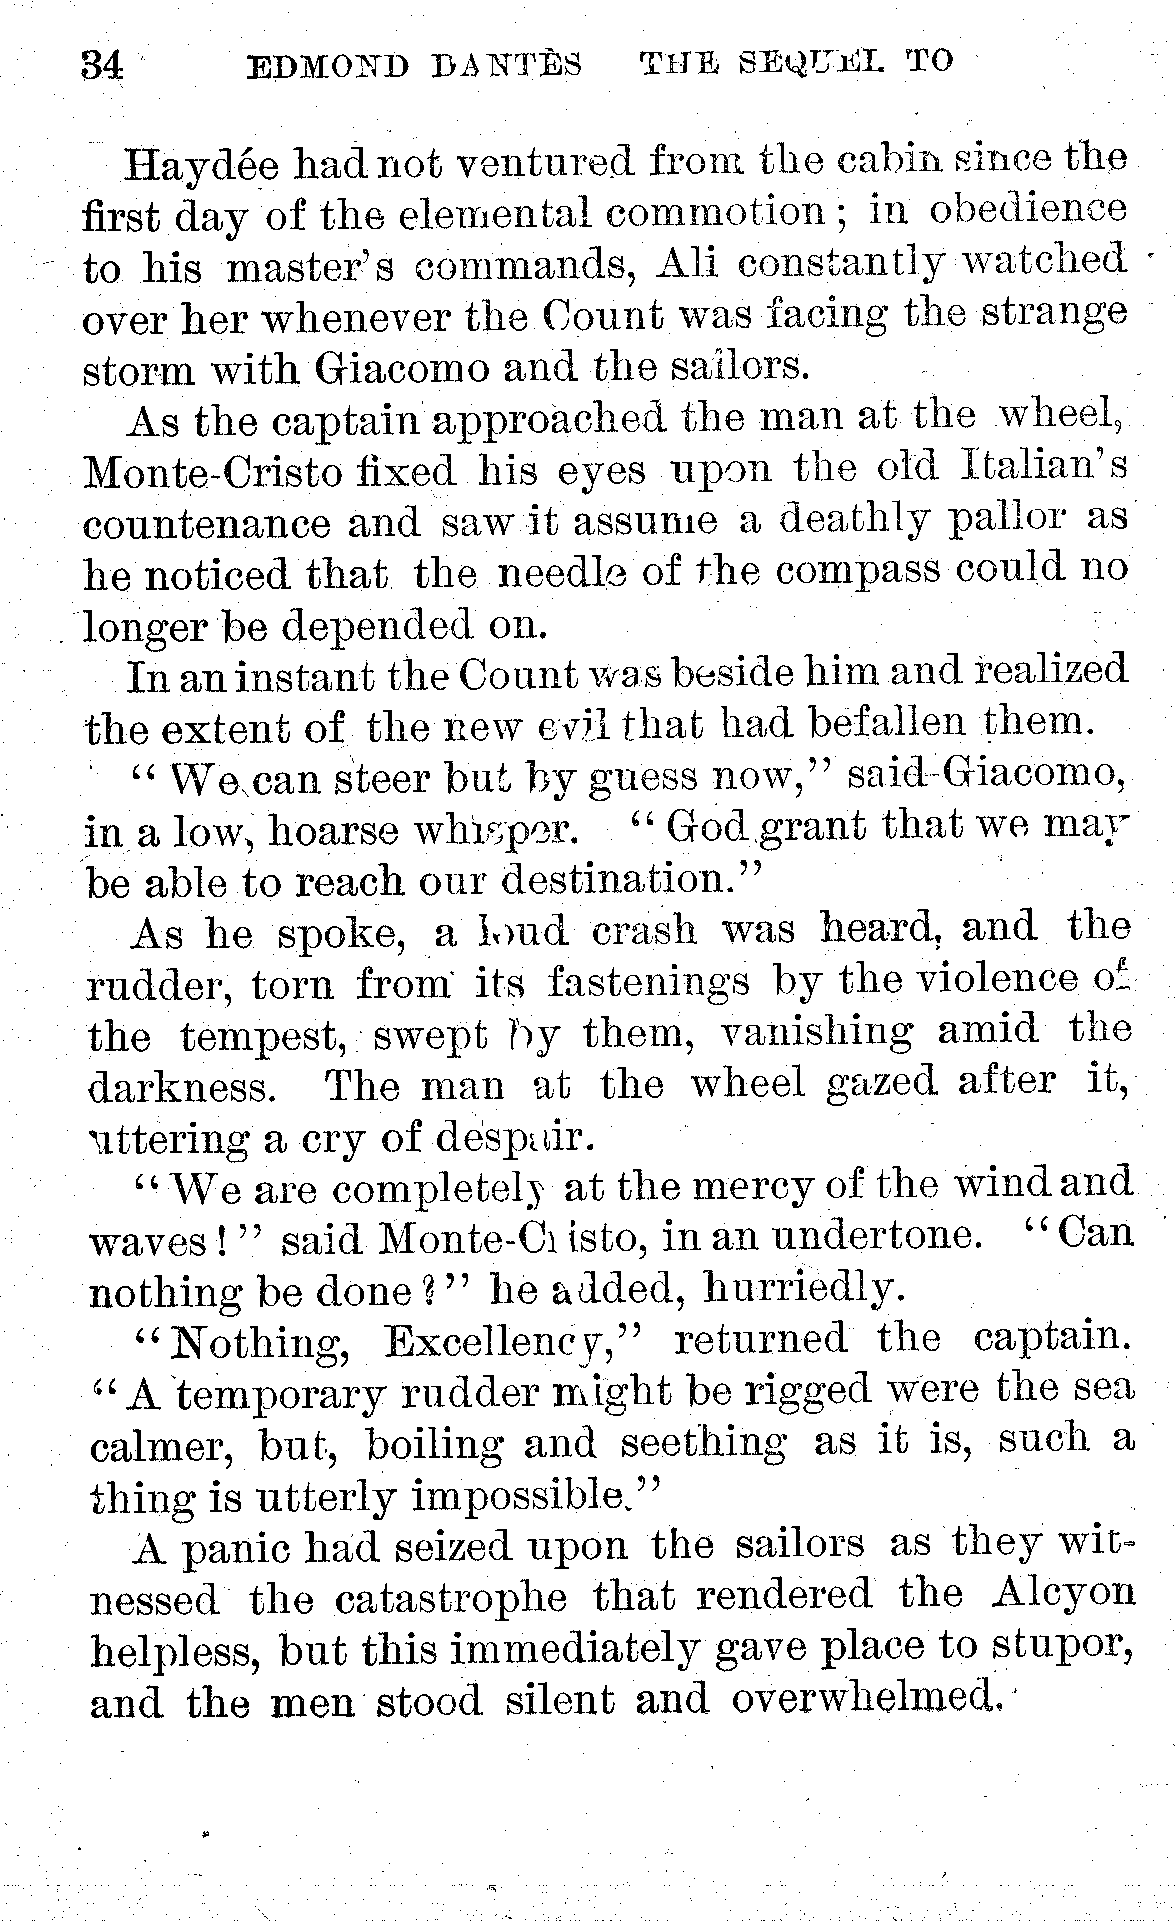 34 EDMOND DANTÈS THE SEQUEL TO
Haydée had not ventured from the cabin since the
first day of the elemental commotion; in obedience
to his master's commands, Ali constantly watched
over her whenever the Count was facing the strange
storm with Giacomo and the sailors.
As the captain approached the man at the wheel,
Monte-Cristo fixed his eyes upon the old Italian's
countenance and saw it assume a deathly pallor as
he noticed that the needle of the compass could no
longer be depended on.
In an instant the Count was beside him and realized
the extent of the new evil that had befallen them.
"We can steer but by guess now," said Giacomo,
in a low, hoarse whisper. "God grant that we may
be able to reach our destination."
As he spoke, a loud crash was heard, and the
rudder, torn from its fastenings by the violence of
the tempest, swept by them, vanishing amid the
darkness. The man at the wheel gazed after it,
uttering a cry of despair.
"We are completely at the mercy of the wind and
waves!" said Monte-Cristo, in an undertone. "Can
nothing be done?" he added, hurriedly.
"Nothing, Excellency," returned the captain.
"A temporary rudder might be rigged were the sea
calmer, but, boiling and seething as it is, such a
thing is utterly impossible."
A panic had seized upon the sailors as they wit-
nessed the catastrophe that rendered the Alcyon
helpless, but this immediately gave place to stupor,
and the men stood silent and overwhelmed.